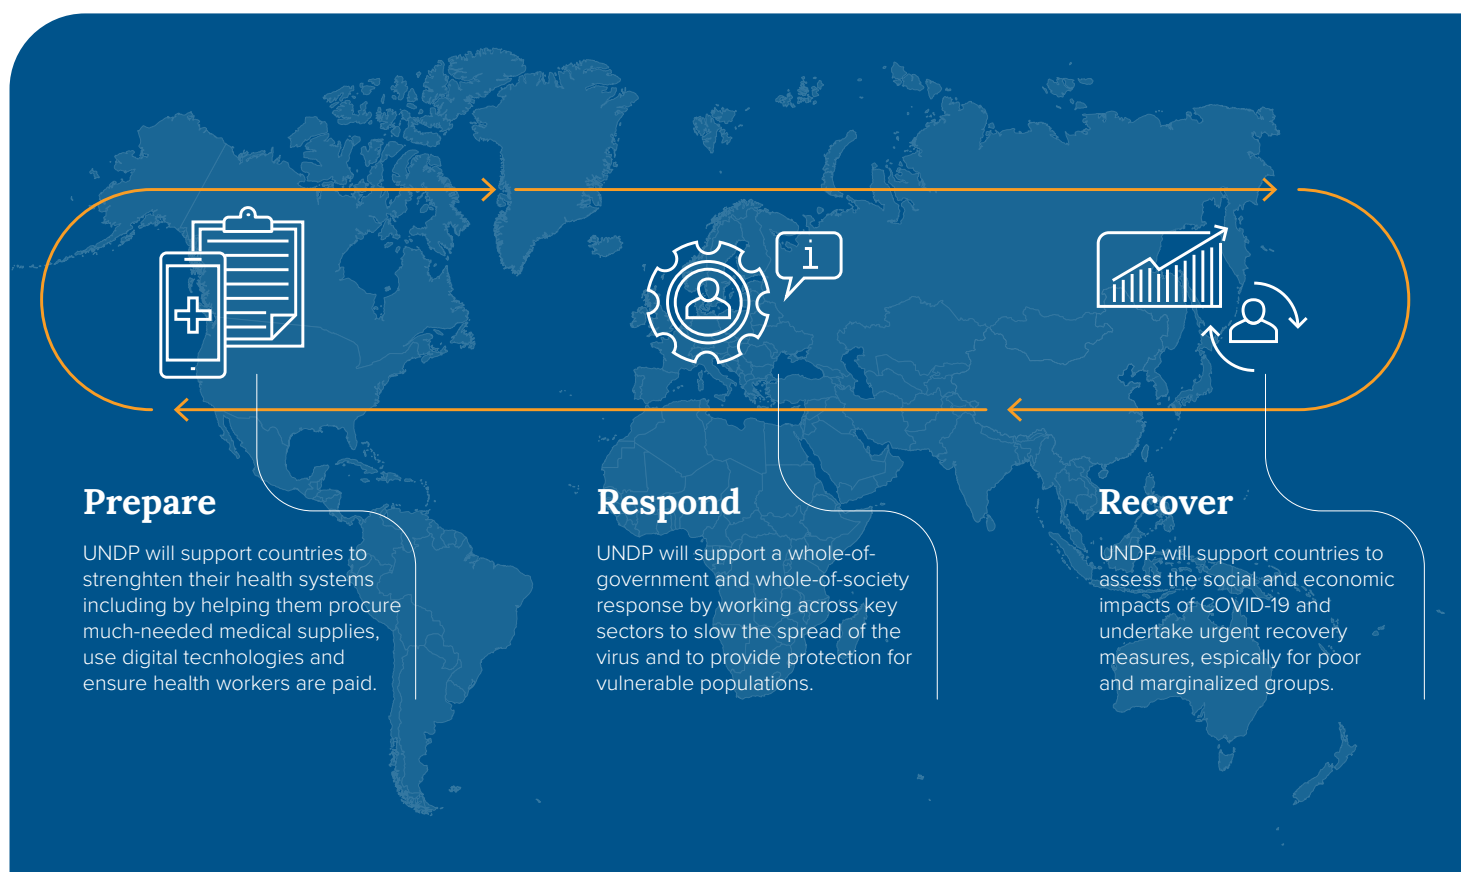 i
Prepare
UNDP will support countries to
strenghten their health systems
including by helping them procure
much-needed medical supplies,
use digital tecnhologies and
ensure health workers are paid.
Respond
UNDP will support a whole-of-
government and whole-of-society
response by working across key
sectors to slow the spread of the
virus and to provide protection for
vulnerable populations.
Recover
UNDP will support countries to
assess the social and economic
impacts of COVID-19 and
undertake urgent recovery
measures, espically for poor
and marginalized groups.